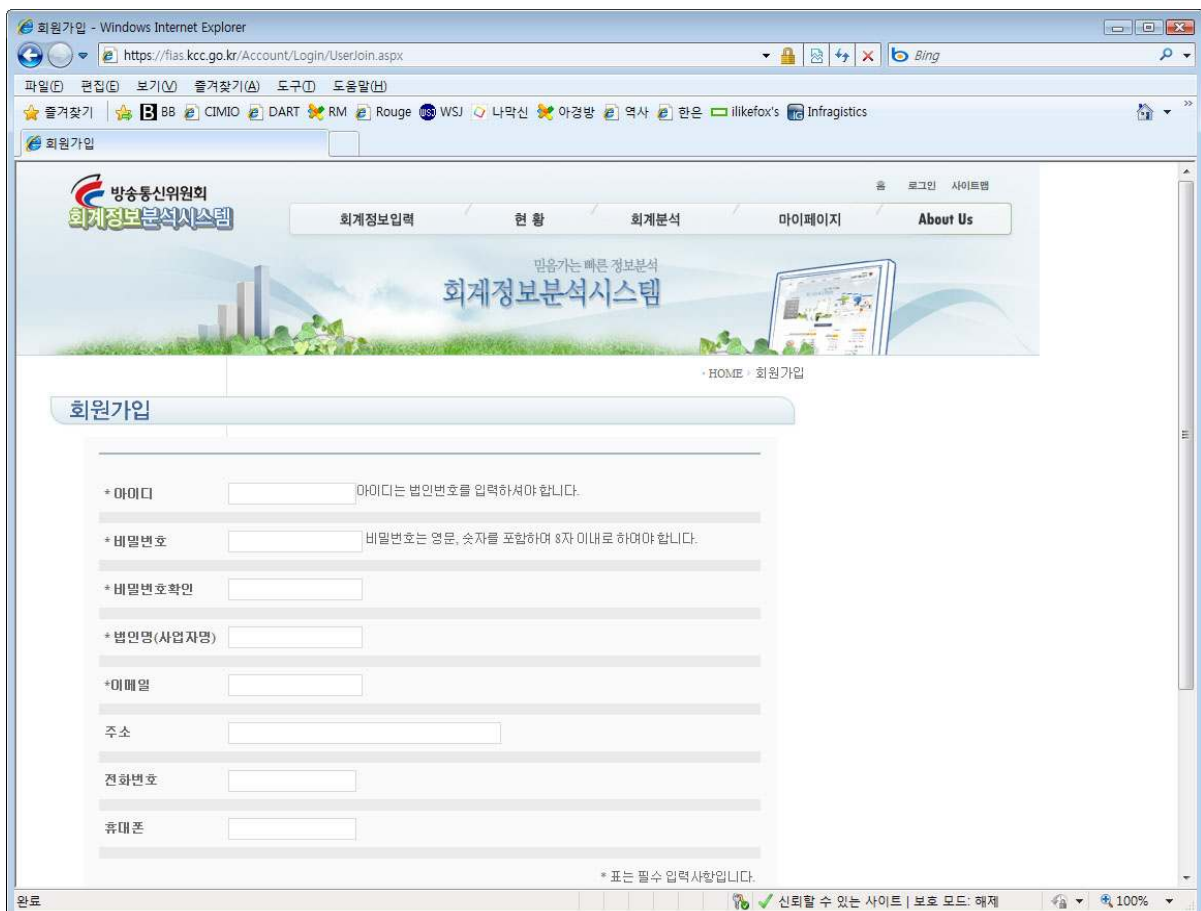 회원가입 - Windows Internet Explorer
https://fias.kcc.go.kr/Account/Login/UserJoin.aspx
Bing
파일(F) 편집(E) 보기(V) 즐겨찾기(A) 도구(T) 도움말(H)
즐겨찾기 BB CIMIO DART RM Rouge WSJ 나막신 아경방 역사 한은 ilikefox's Infragistics
회원가입
홈 로그인 사이트맵
방송통신위원회
회계정보분석시스템
회계정보입력 현 황 회계분석 마이페이지 About Us
믿음가는 빠른 정보분석
회계정보분석시스템
HOME 회원가입
회원가입
* 아이디 아이디는 법인번호를 입력하셔야 합니다.
* 비밀번호 비밀번호는 영문, 숫자를 포함하여 8자 이내로 하여야 합니다.
* 비밀번호확인
* 법인명(사업자명)
*이메일
주소
전화번호
휴대폰
* 표는 필수 입력사항입니다.
완료 신뢰할 수 있는 사이트 | 보호 모드: 해제 100%